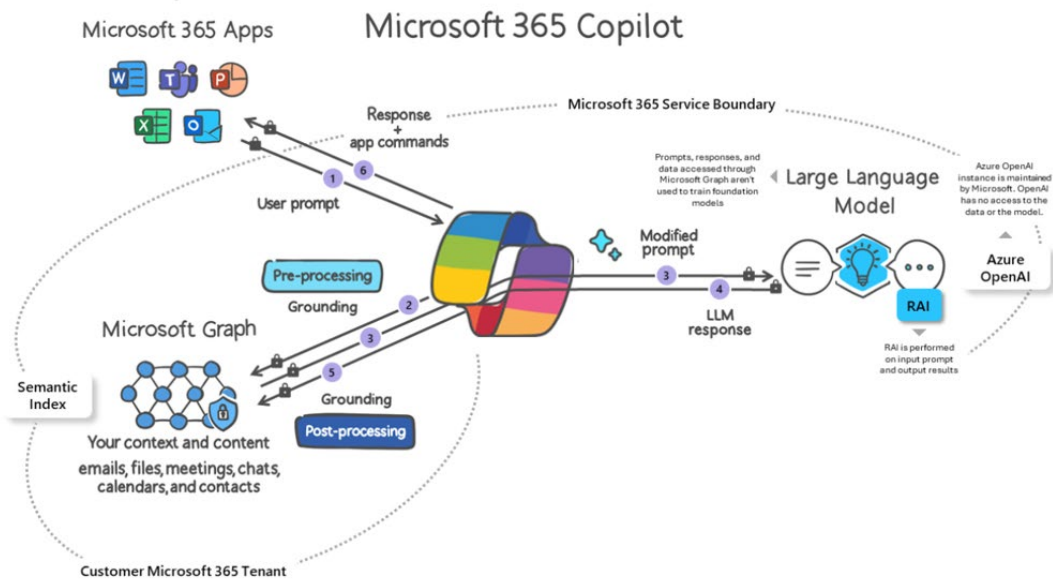 Microsoft 365 Copilot
Microsoft 365 Apps
W
T
P
X
O
Microsoft 365 Service Boundary
Response
+
app commands
6
1
User prompt
Prompts, responses, and
data accessed through
Microsoft Graph aren't
used to train foundation
models
Large Language
Model
Azure OpenAI
instance is maintained
by Microsoft. OpenAI
has no access to the
data or the model.
Azure
OpenAI
Modified
prompt
3
4
LLM
response
RAI
RAI is performed
on input prompt
and output results
Pre-processing
Grounding
2
3
5
Microsoft Graph
Grounding
Post-processing
Semantic
Index
Your context and content
emails, files, meetings, chats,
calendars, and contacts
Customer Microsoft 365 Tenant